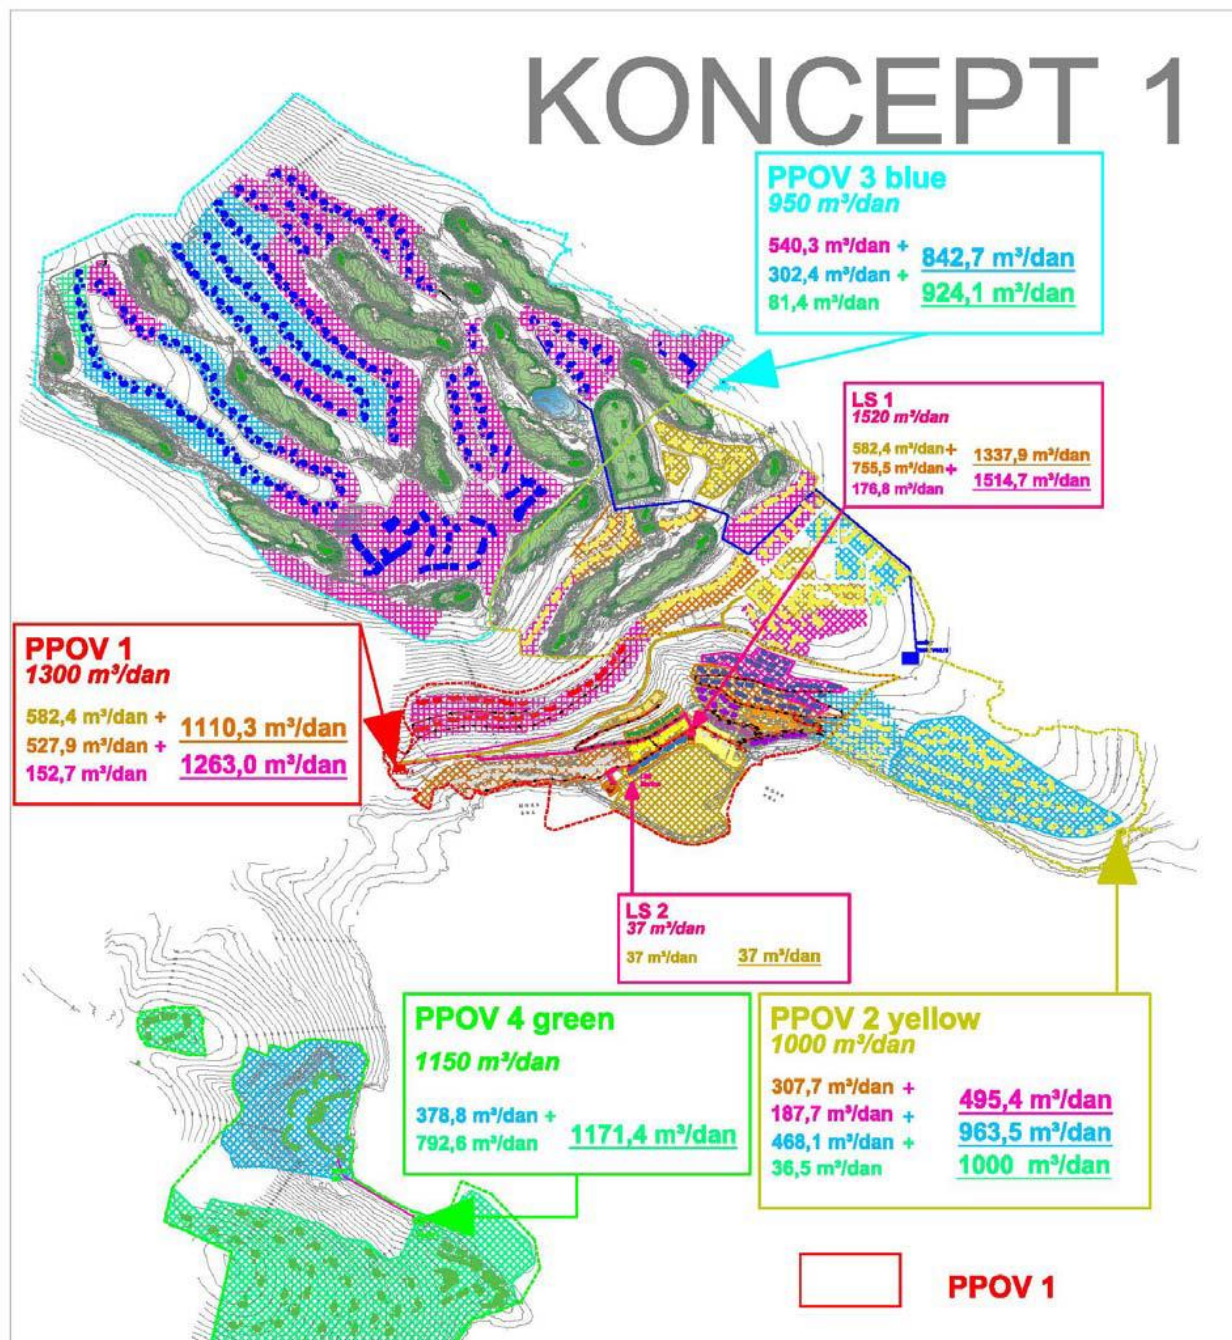 KONCEPT 1
PPOV 3 blue
950 m³/dan
540,3 m³/dan +
302,4 m³/dan + 842,7 m³/dan
81,4 m³/dan 924,1 m³/dan
LS 1
1520 m³/dan
582,4 m³/dan+ 1337,9 m³/dan
755,5 m³/dan+ 1514,7 m³/dan
176,8 m³/dan
PPOV 1
1300 m³/dan
582,4 m³/dan + 1110,3 m³/dan
527,9 m³/dan +
152,7 m³/dan 1263,0 m³/dan
LS 2
37 m³/dan
37 m³/dan 37 m³/dan
PPOV 4 green
1150 m³/dan
378,8 m³/dan +
792,6 m³/dan 1171,4 m³/dan
PPOV 2 yellow
1000 m³/dan
307,7 m³/dan +
187,7 m³/dan + 495,4 m³/dan
468,1 m³/dan + 963,5 m³/dan
36,5 m³/dan 1000 m³/dan
PPOV 1